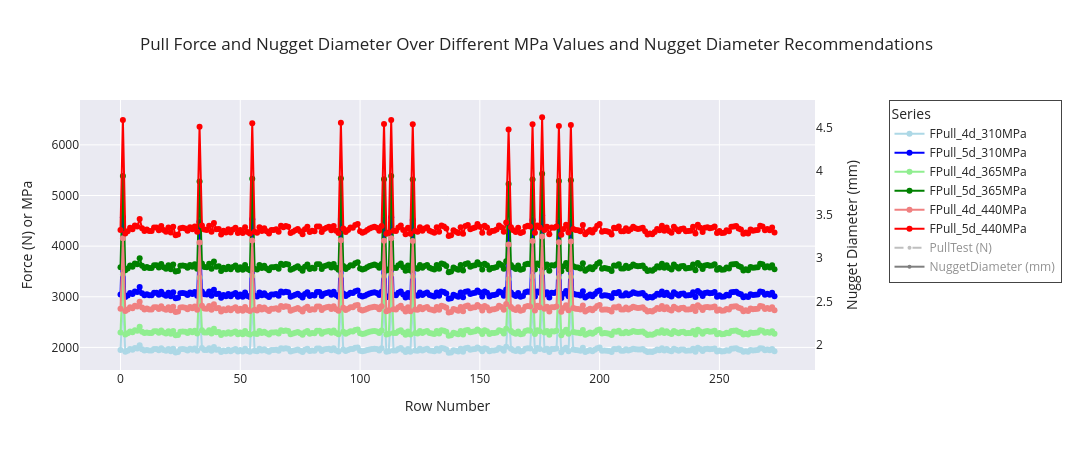 Pull Force and Nugget Diameter Over Different MPa Values and Nugget Diameter Recommendations
Force (N) or MPa
6000
5000
4000
3000
2000
0
50
100
150
200
250
Row Number
4.5
4
3.5
3
2.5
2
Nugget Diameter (mm)
Series
FPull_4d_310MPa
FPull_5d_310MPa
FPull_4d_365MPa
FPull_5d_365MPa
FPull_4d_440MPa
FPull_5d_440MPa
PullTest (N)
NuggetDiameter (mm)